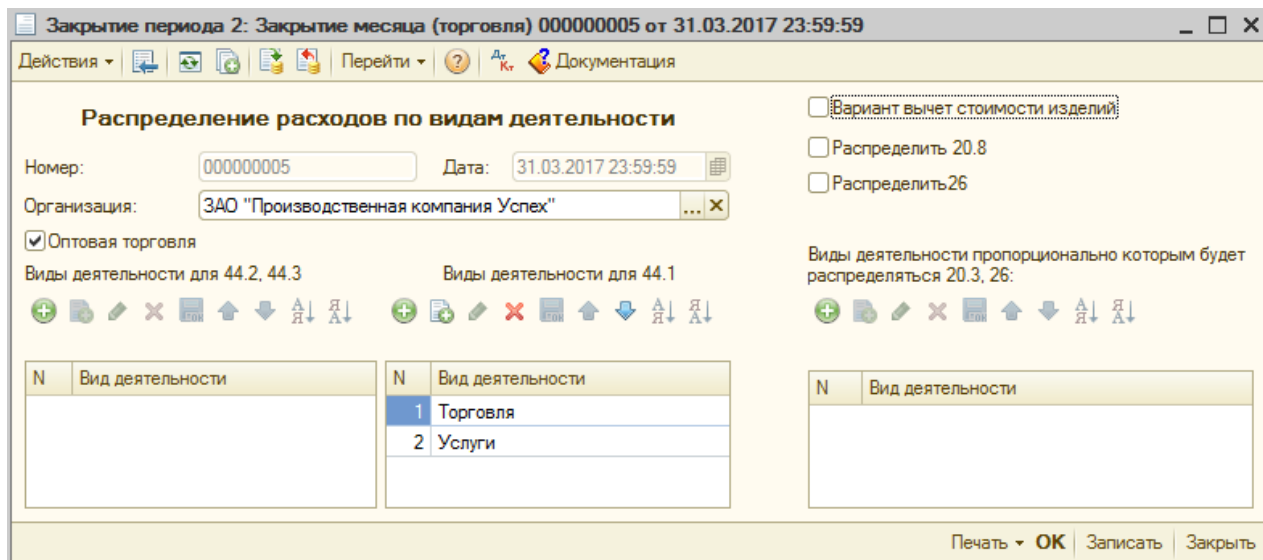 Закрытие периода 2: Закрытие месяца (торговля) 000000005 от 31.03.2017 23:59:59
Действия Перейти Дт Кт Документация
Распределение расходов по видам деятельности
Вариант вычет стоимости изделий
Распределить 20.8
Распределить26
Номер: 000000005 Дата: 31.03.2017 23:59:59
Организация: ЗАО "Производственная компания Успех" ... ×
Оптовая торговля
Виды деятельности для 44.2, 44.3 Виды деятельности для 44.1
Виды деятельности пропорционально которым будет
распределяться 20.3, 26:
N Вид деятельности
N Вид деятельности
1 Торговля
2 Услуги
N Вид деятельности
Печать OK Записать Закрыть